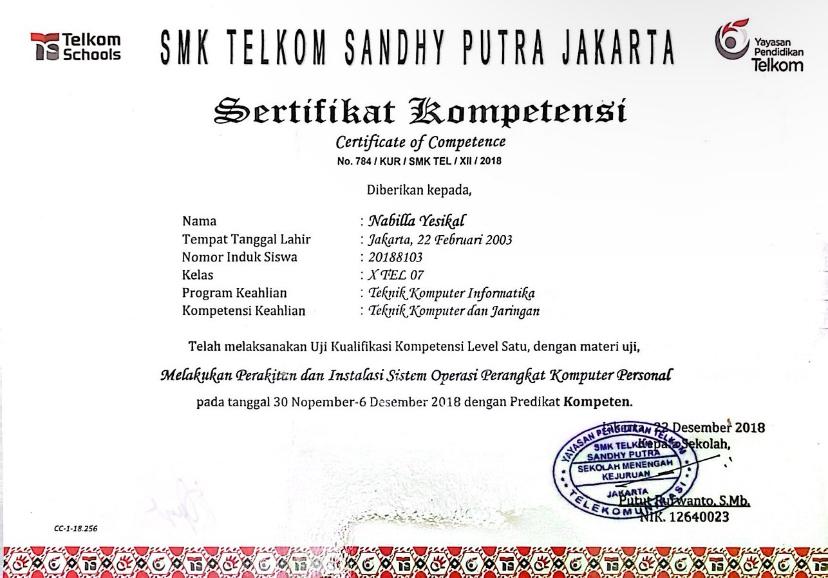 Telkom
Schools
SMK TELKOM SANDHY PUTRA JAKARTA
Yayasan
Pendidikan
Telkom
Sertifikat Kompetensi
Certificate of Competence
No. 784 / KUR / SMK TEL / XII / 2018
Diberikan kepada,
Nama : Nabilla Yesikal
Tempat Tanggal Lahir : Jakarta, 22 Februari 2003
Nomor Induk Siswa : 20188103
Kelas : X TEL 07
Program Keahlian : Teknik Komputer Informatika
Kompetensi Keahlian : Teknik Komputer dan Jaringan
Telah melaksanakan Uji Kualifikasi Kompetensi Level Satu, dengan materi uji,
Melakukan Perakitan dan Instalasi Sistem Operasi Perangkat Komputer Personal
pada tanggal 30 Nopember-6 Desember 2018 dengan Predikat Kompeten.
Jakarta, 23 Desember 2018
Kepala Sekolah,
YAYASAN PENDIDIKAN TELKOM
SMK TELKOM
SANDHY PUTRA
SEKOLAH MENENGAH
KEJURUAN
JAKARTA
TELEKOMUNIKASI
Putut Rufwanto, S.Mb.
NIK. 12640023
CC-1-18.256